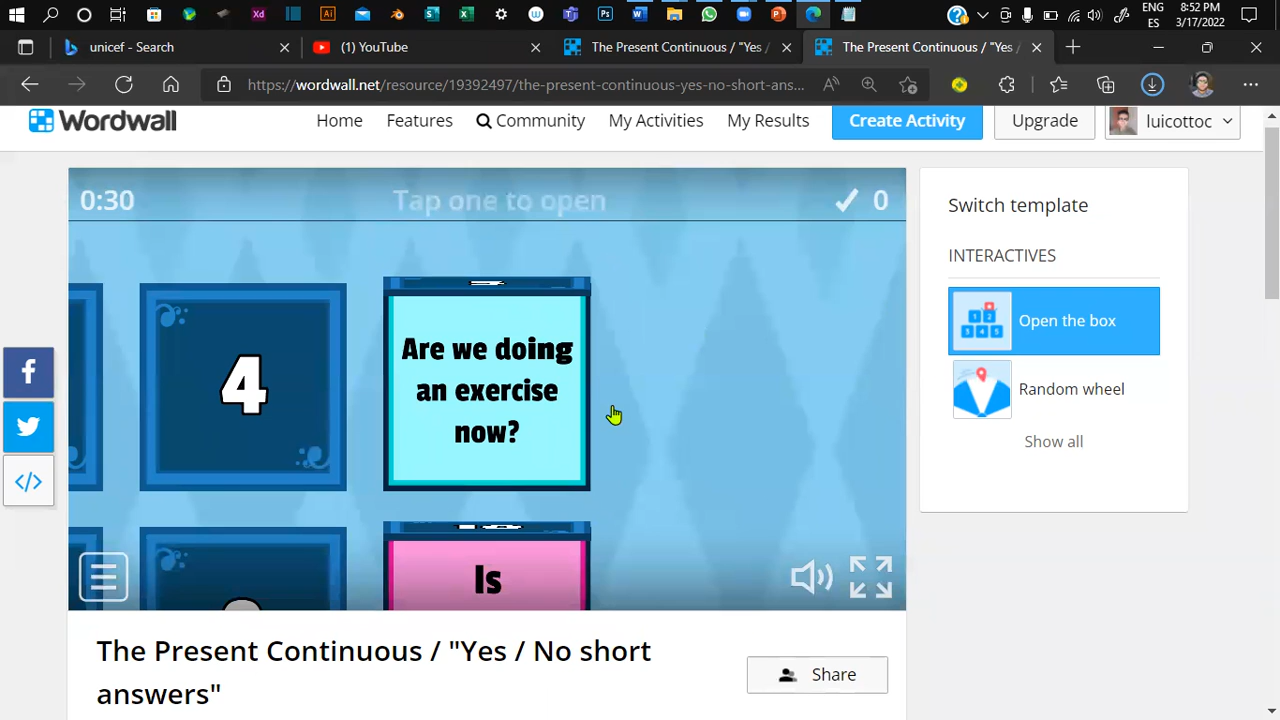 ENG
ES
8:52 PM
3/17/2022
unicef - Search
(1) YouTube
The Present Continuous / "Yes /
The Present Continuous / "Yes /
https://wordwall.net/resource/19392497/the-present-continuous-yes-no-short-ans...
Wordwall
Home
Features
Community
My Activities
My Results
Create Activity
Upgrade
luicottoc
0:30
Tap one to open
0
4
Are we doing
an exercise
now?
Is
Switch template
INTERACTIVES
Open the box
Random wheel
Show all
The Present Continuous / "Yes / No short
answers"
Share